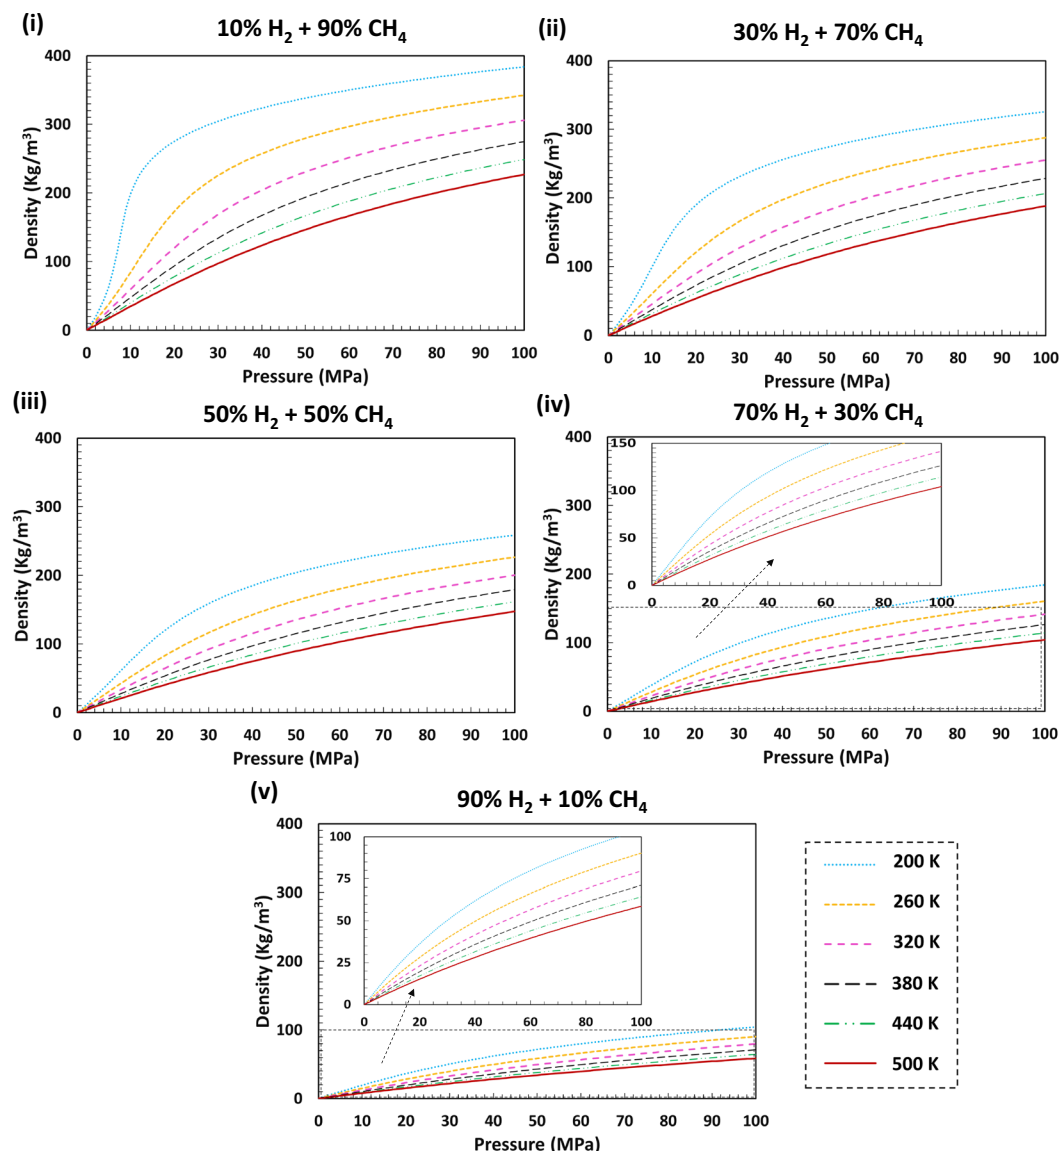 (i)
10% H₂ + 90% CH₄
400
300
200
100
0
Density (Kg/m³)
0 10 20 30 40 50 60 70 80 90 100
Pressure (MPa)
(ii)
30% H₂ + 70% CH₄
400
300
200
100
0
Density (Kg/m³)
0 10 20 30 40 50 60 70 80 90 100
Pressure (MPa)
(iii)
50% H₂ + 50% CH₄
400
300
200
100
0
Density (Kg/m³)
0 10 20 30 40 50 60 70 80 90 100
Pressure (MPa)
(iv)
70% H₂ + 30% CH₄
400
300
200
100
0
Density (Kg/m³)
150
100
50
0
0 20 40 60 80 100
0 10 20 30 40 50 60 70 80 90 100
Pressure (MPa)
(v)
90% H₂ + 10% CH₄
400
300
200
100
0
Density (Kg/m³)
100
75
50
25
0
0 20 40 60 80 100
0 10 20 30 40 50 60 70 80 90 100
Pressure (MPa)
200 K
260 K
320 K
380 K
440 K
500 K